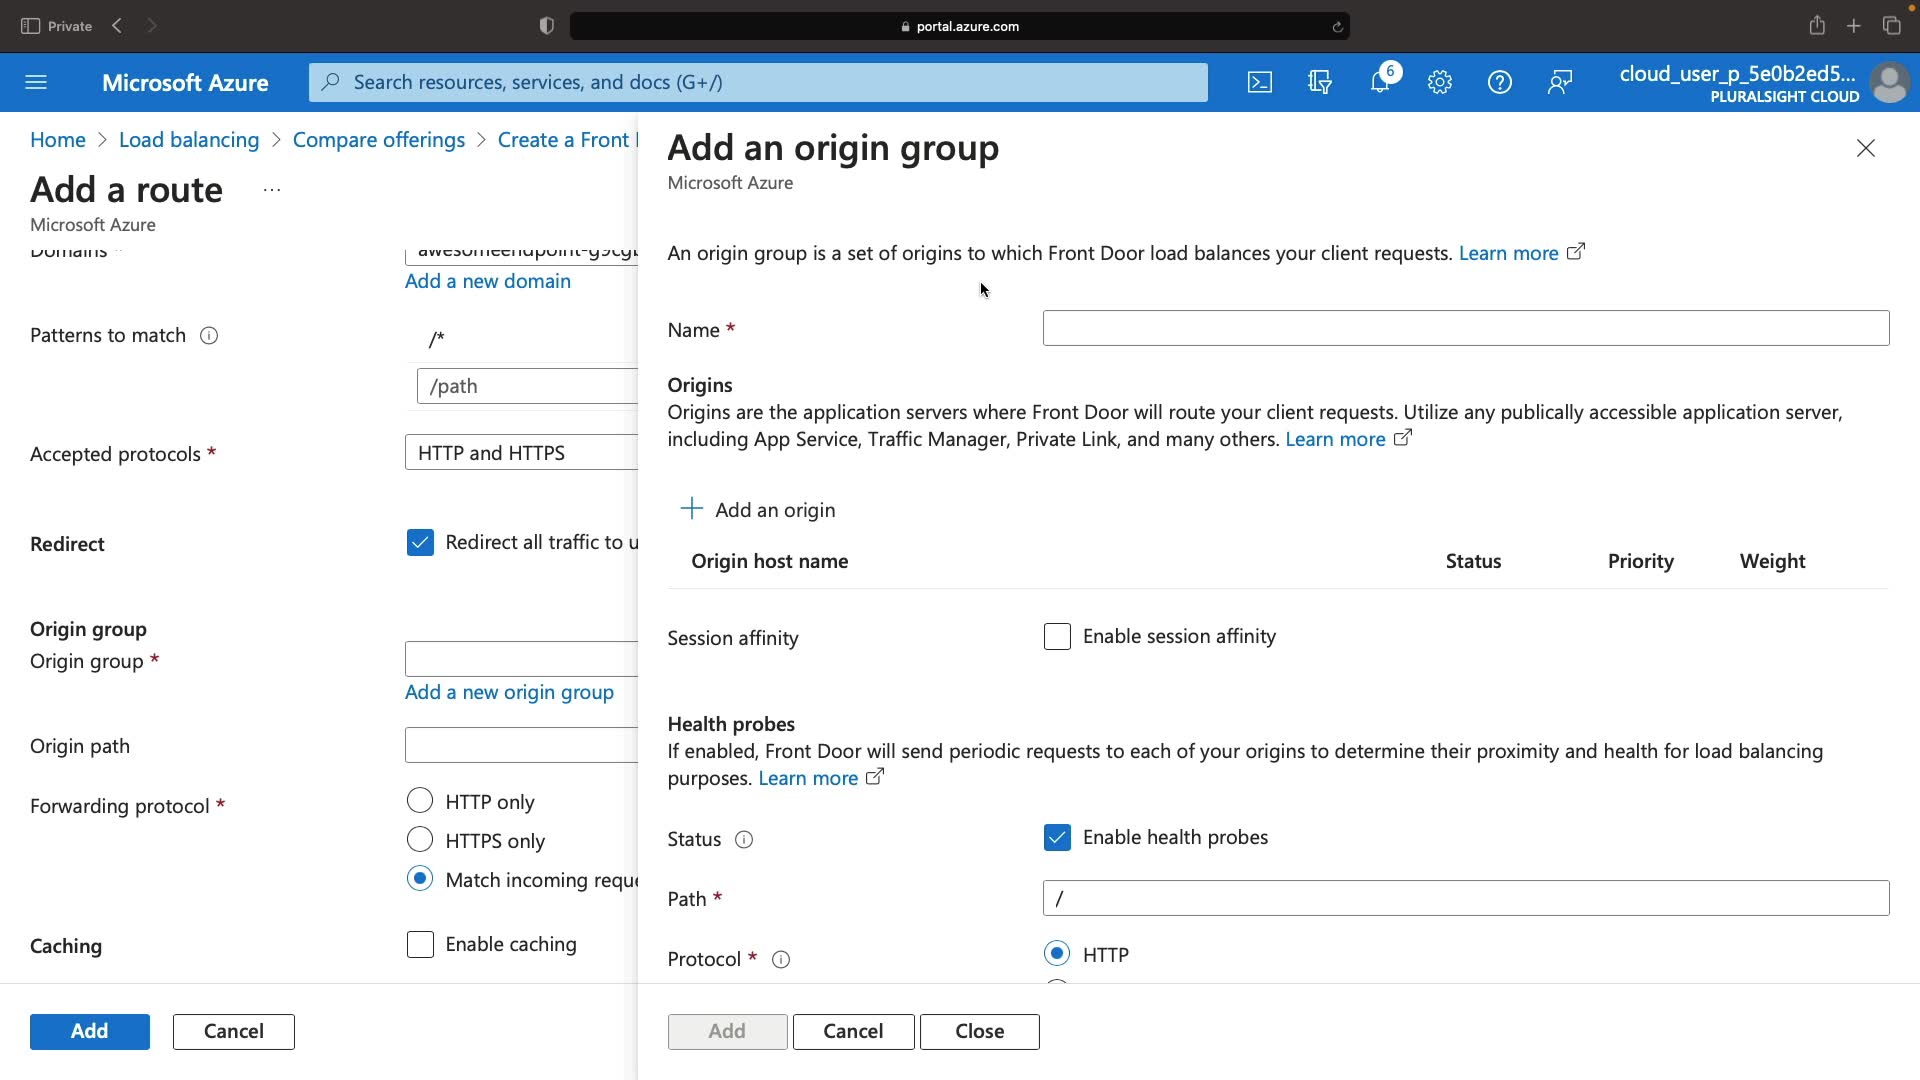 Private
portal.azure.com
Microsoft Azure
Search resources, services, and docs (G+/)
6
cloud_user_p_5e0b2ed5...
PLURALSIGHT CLOUD
Home > Load balancing > Compare offerings > Create a Front
Add a route ...
Microsoft Azure
Domains *
awesomeendpoint-g9cgb
Add a new domain
Patterns to match
/*
/path
Accepted protocols *
HTTP and HTTPS
Redirect
Redirect all traffic to u
Origin group
Origin group *
Add a new origin group
Origin path
Forwarding protocol *
HTTP only
HTTPS only
Match incoming reque
Caching
Enable caching
Add
Cancel
Add an origin group
Microsoft Azure
An origin group is a set of origins to which Front Door load balances your client requests. Learn more
Name *
Origins
Origins are the application servers where Front Door will route your client requests. Utilize any publically accessible application server,
including App Service, Traffic Manager, Private Link, and many others. Learn more
Add an origin
Origin host name Status Priority Weight
Session affinity
Enable session affinity
Health probes
If enabled, Front Door will send periodic requests to each of your origins to determine their proximity and health for load balancing
purposes. Learn more
Status
Enable health probes
Path *
/
Protocol *
HTTP
Add
Cancel
Close